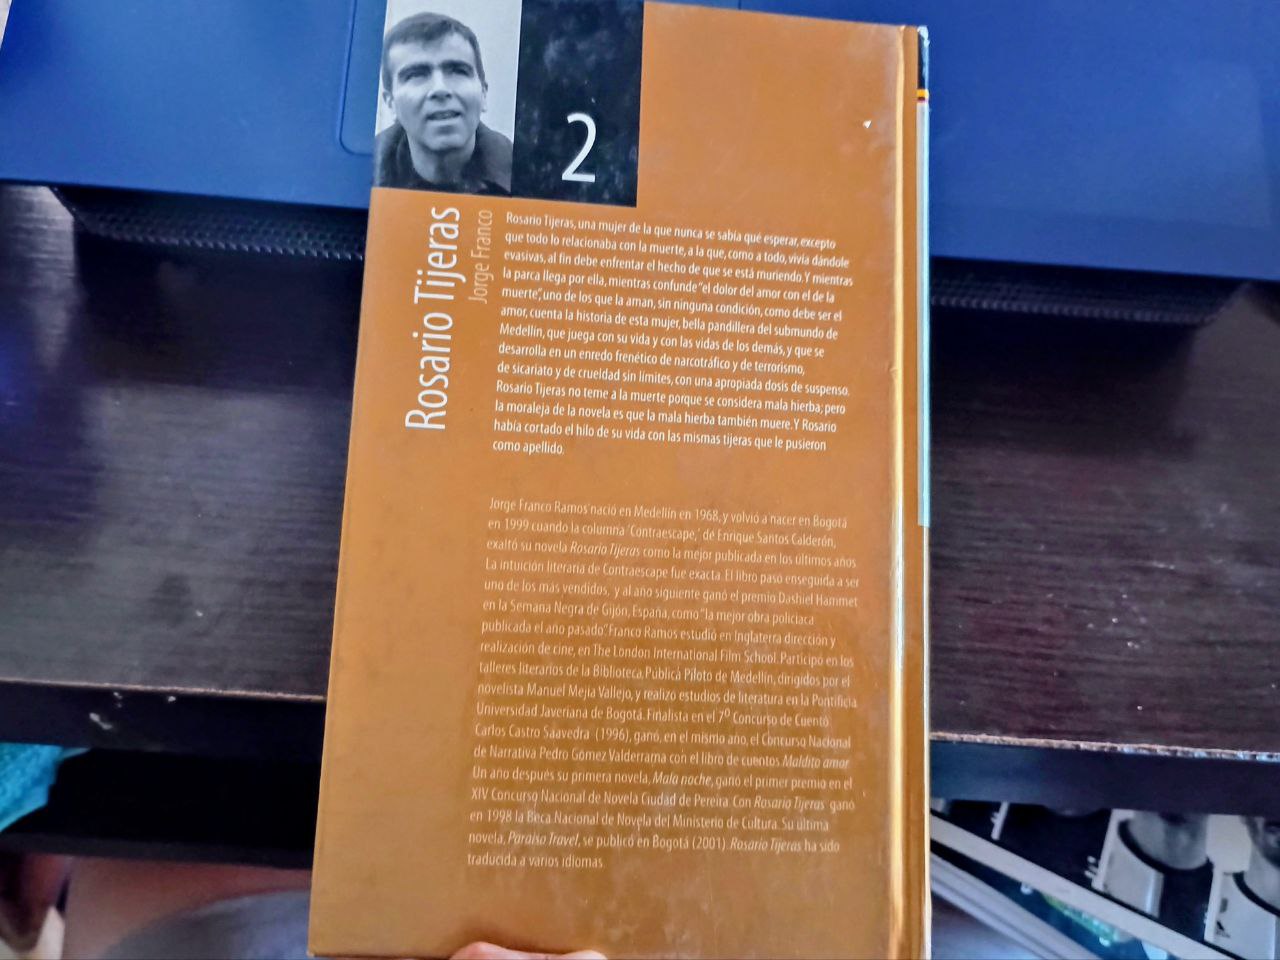 2
Rosario Tijeras
Jorge Franco
Rosario Tijeras, una mujer de la que nunca se sabía qué esperar, excepto
que todo lo relacionaba con la muerte, a la que, como a todo, vivía dándole
evasivas, al fin debe enfrentar el hecho de que se está muriendo. Y mientras
la parca llega por ella, mientras confunde "el dolor del amor con el de la
muerte", uno de los que la aman, sin ninguna condición, como debe ser el
amor, cuenta la historia de esta mujer, bella pandillera del submundo de
Medellín, que juega con su vida y con las vidas de los demás, y que se
desarrolla en un enredo frenético de narcotráfico y de terrorismo,
de sicariato y de crueldad sin límites, con una apropiada dosis de suspenso.
Rosario Tijeras no teme a la muerte porque se considera mala hierba; pero
la moraleja de la novela es que la mala hierba también muere. Y Rosario
había cortado el hilo de su vida con las mismas tijeras que le pusieron
como apellido.
Jorge Franco Ramos nació en Medellín en 1968, y volvió a nacer en Bogotá
en 1999 cuando la columna 'Contraescape,' de Enrique Santos Calderón,
exaltó su novela Rosario Tijeras como la mejor publicada en los últimos años.
La intuición literaria de Contraescape fue exacta. El libro pasó enseguida a ser
uno de los más vendidos, y al año siguiente ganó el premio Dashiel Hammet
en la Semana Negra de Gijón, España, como "la mejor obra policiaca
publicada el año pasado". Franco Ramos estudió en Inglaterra dirección y
realización de cine, en The London International Film School. Participó en los
talleres literarios de la Biblioteca Pública Piloto de Medellín, dirigidos por el
novelista Manuel Mejía Vallejo, y realizó estudios de literatura en la Pontificia
Universidad Javeriana de Bogotá. Finalista en el 7º Concurso de Cuento
Carlos Castro Saavedra (1996), ganó, en el mismo año, el Concurso Nacional
de Narrativa Pedro Gómez Valderrama con el libro de cuentos Maldito amor.
Un año después su primera novela, Mala noche, ganó el primer premio en el
XIV Concurso Nacional de Novela Ciudad de Pereira. Con Rosario Tijeras ganó
en 1998 la Beca Nacional de Novela del Ministerio de Cultura. Su última
novela, Paraíso Travel, se publicó en Bogotá (2001). Rosario Tijeras ha sido
traducida a varios idiomas.